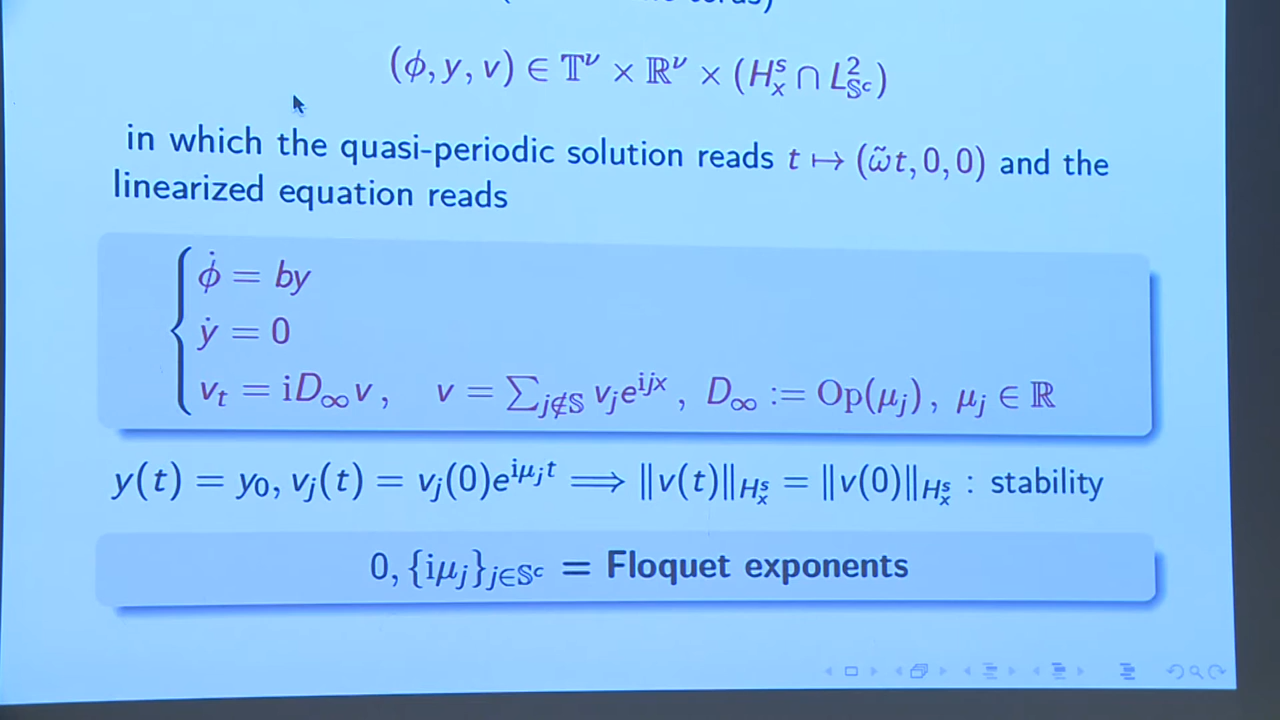 (ϕ, y, v) ∈ 𝕋^ν × ℝ^ν × (H^s_x ∩ L^2_{𝕊^c})
in which the quasi-periodic solution reads t ↦ (ω̃t, 0, 0) and the
linearized equation reads
ϕ̇ = by
ẏ = 0
v_t = iD_∞v , v = ∑_{j∉𝕊} v_j e^{ijx} , D_∞ := Op(μ_j) , μ_j ∈ ℝ
y(t) = y_0, v_j(t) = v_j(0)e^{iμ_j t} ⟹ ‖v(t)‖_{H^s_x} = ‖v(0)‖_{H^s_x} : stability
0, {iμ_j}_{j∈𝕊^c} = Floquet exponents